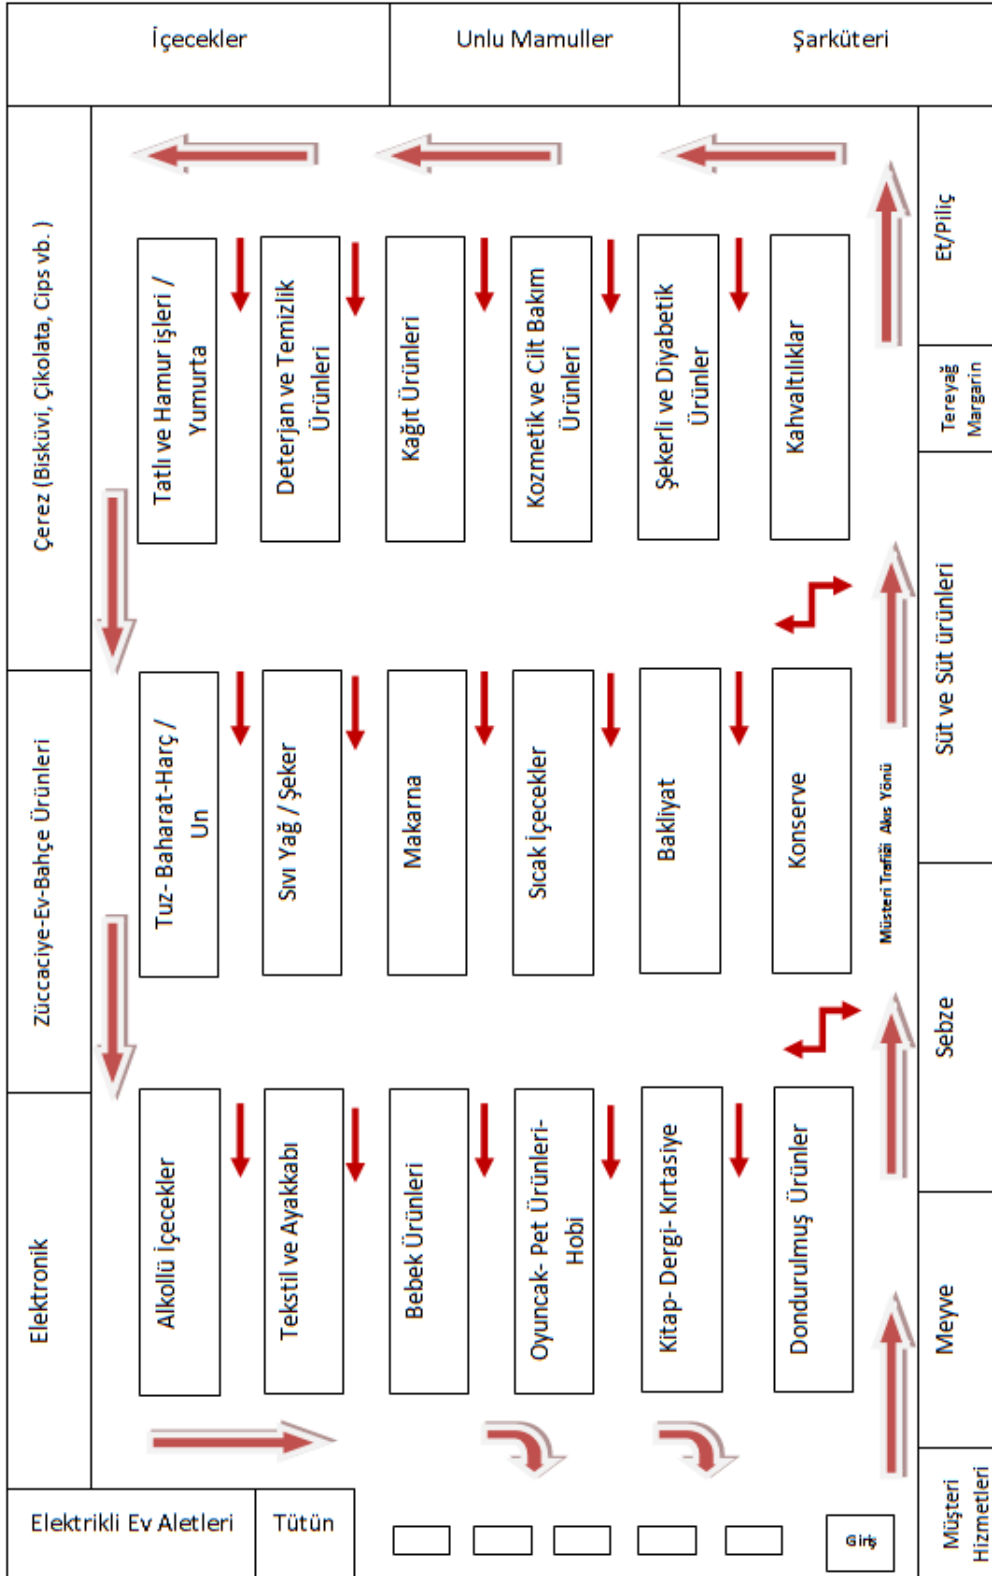 İçecekler
Unlu Mamuller
Şarküteri
Çerez (Bisküvi, Çikolata, Cips vb. )
Tatlı ve Hamur işleri /
Yumurta
Deterjan ve Temizlik
Ürünleri
Kağıt Ürünleri
Kozmetik ve Cilt Bakım
Ürünleri
Şekerli ve Diyabetik
Ürünler
Kahvaltılıklar
Et/Piliç
Tereyağ
Margarin
Züccaciye-Ev-Bahçe Ürünleri
Tuz- Baharat-Harç /
Un
Sıvı Yağ / Şeker
Makarna
Sıcak İçecekler
Bakliyat
Konserve
Müşteri Trafiği Akış Yönü
Süt ve Süt ürünleri
Sebze
Elektronik
Alkollü İçecekler
Tekstil ve Ayakkabı
Bebek Ürünleri
Oyuncak- Pet Ürünleri-
Hobi
Kitap- Dergi- Kırtasiye
Dondurulmuş Ürünler
Meyve
Elektrikli Ev Aletleri
Tütün
Giriş
Müşteri
Hizmetleri